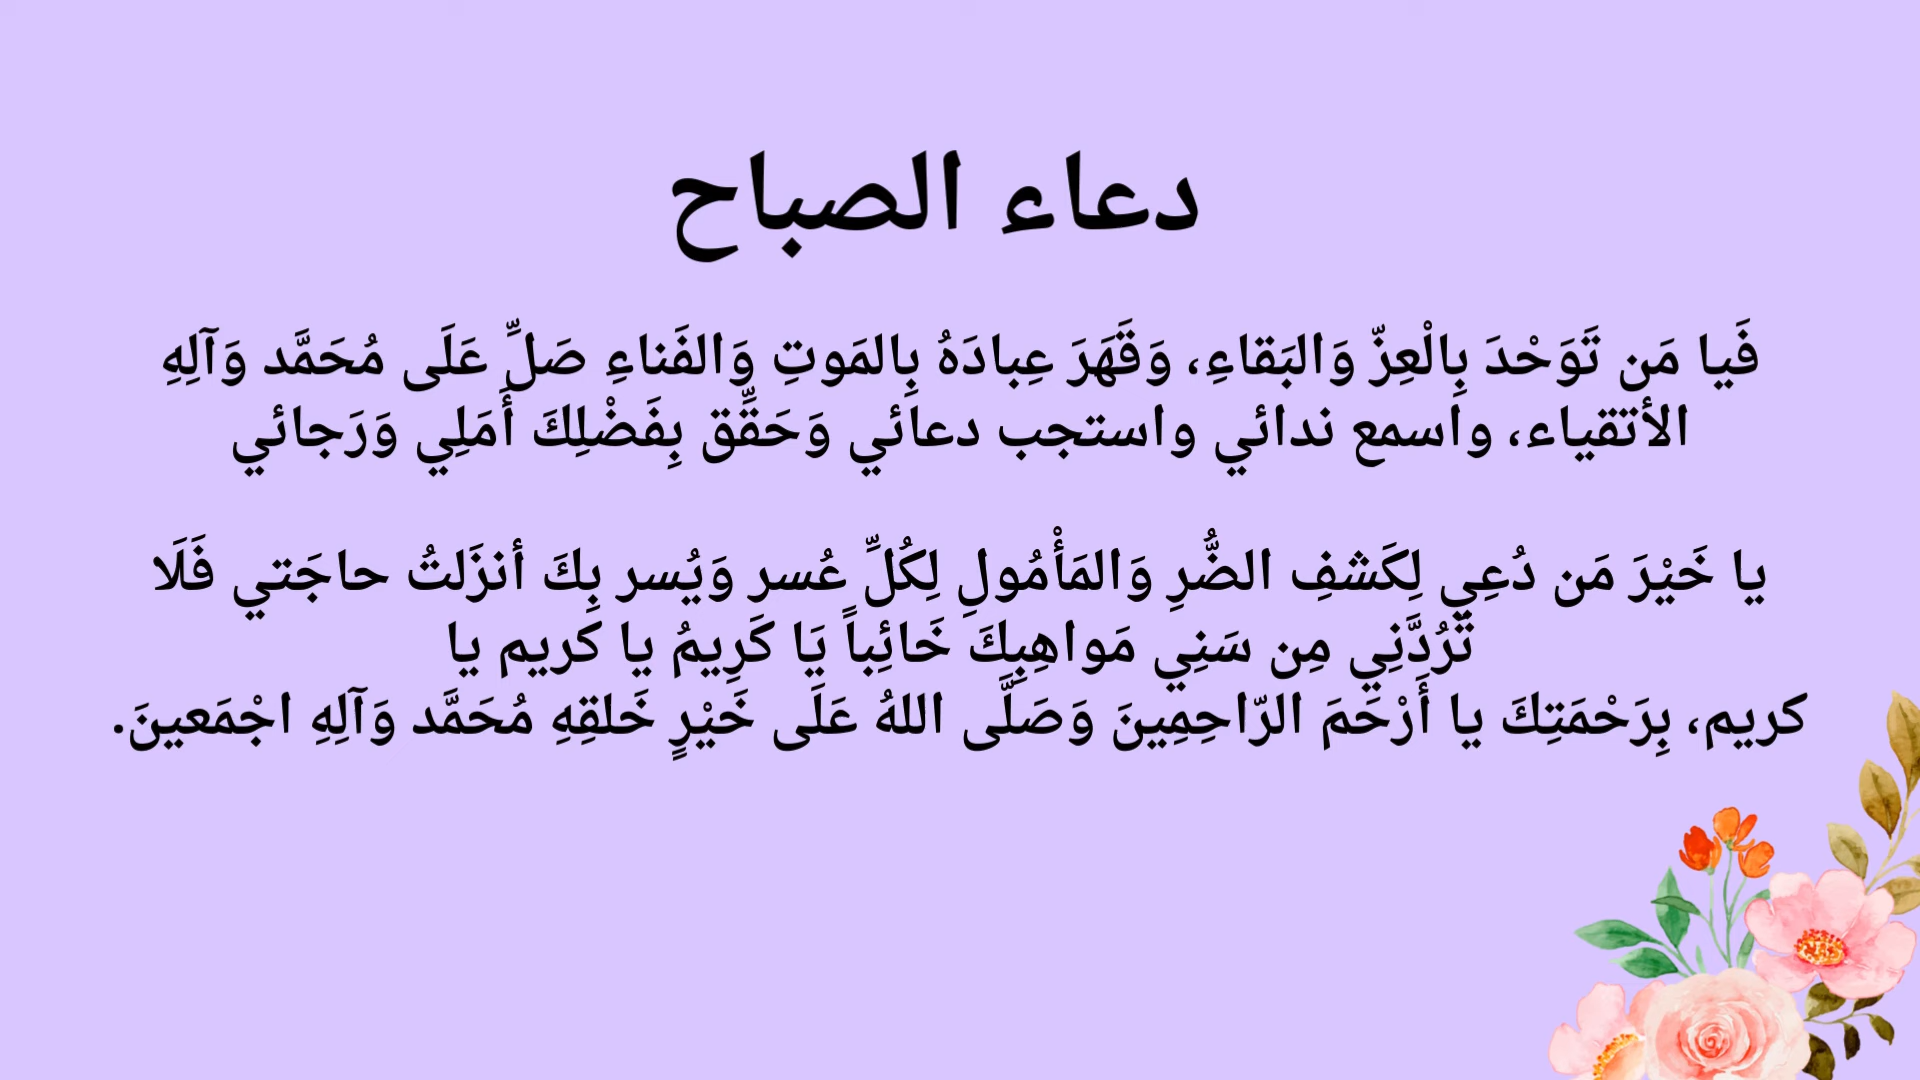 دعاء الصباح
فَيا مَن تَوَحْدَ بِالْعِزّ وَالبَقاءِ، وَقَهَرَ عِبادَهُ بِالمَوتِ وَالفَناءِ صَلِّ عَلَى مُحَمَّد وَآلِهِ
الأتقياء، واسمع ندائي واستجب دعائي وَحَقِّق بِفَضْلِكَ أَمَلِي وَرَجائي
يا خَيْرَ مَن دُعِي لِكَشفِ الضُّرِ وَالمَأْمُولِ لِكُلِّ عُسر وَيُسر بِكَ أنزَلتُ حاجَتي فَلَا
تَرُدَّنِي مِن سَنِي مَواهِبِكَ خَائِباً يَا كَرِيمُ يا كريم يا
كريم، بِرَحْمَتِكَ يا أَرْحَمَ الرّاحِمِينَ وَصَلَّى اللهُ عَلَى خَيْرٍ خَلقِهِ مُحَمَّد وَآلِهِ اجْمَعينَ.